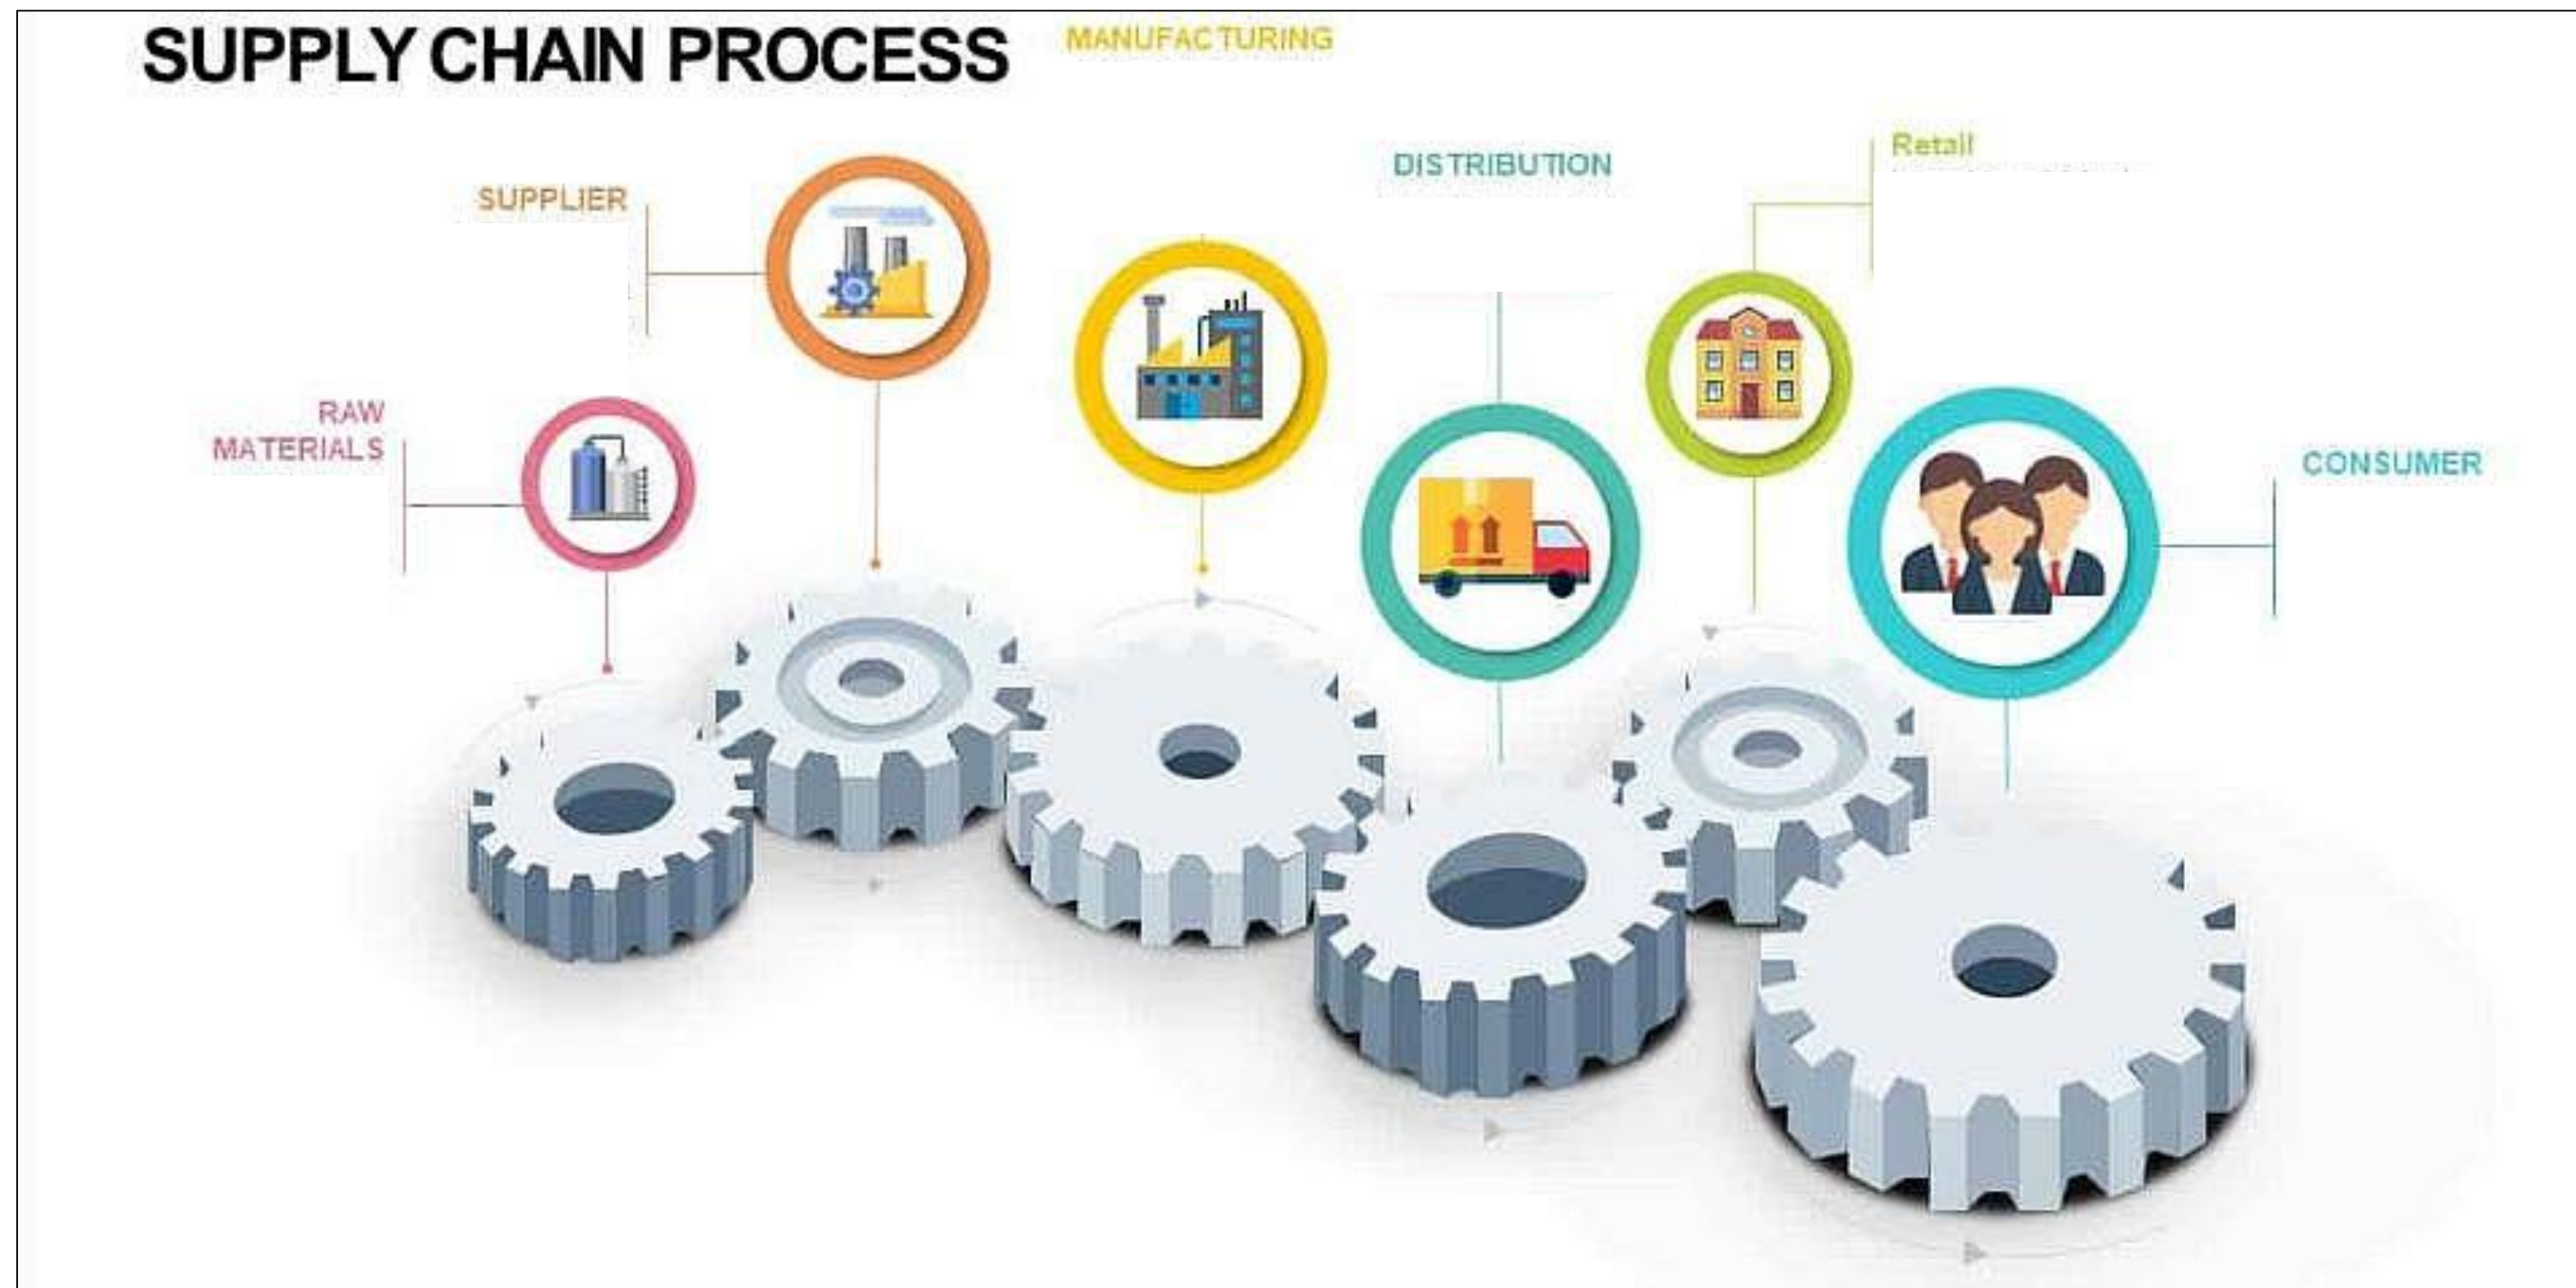 SUPPLY CHAIN PROCESS
MANUFACTURING
SUPPLIER
RAW
MATERIALS
DISTRIBUTION
Retail
CONSUMER